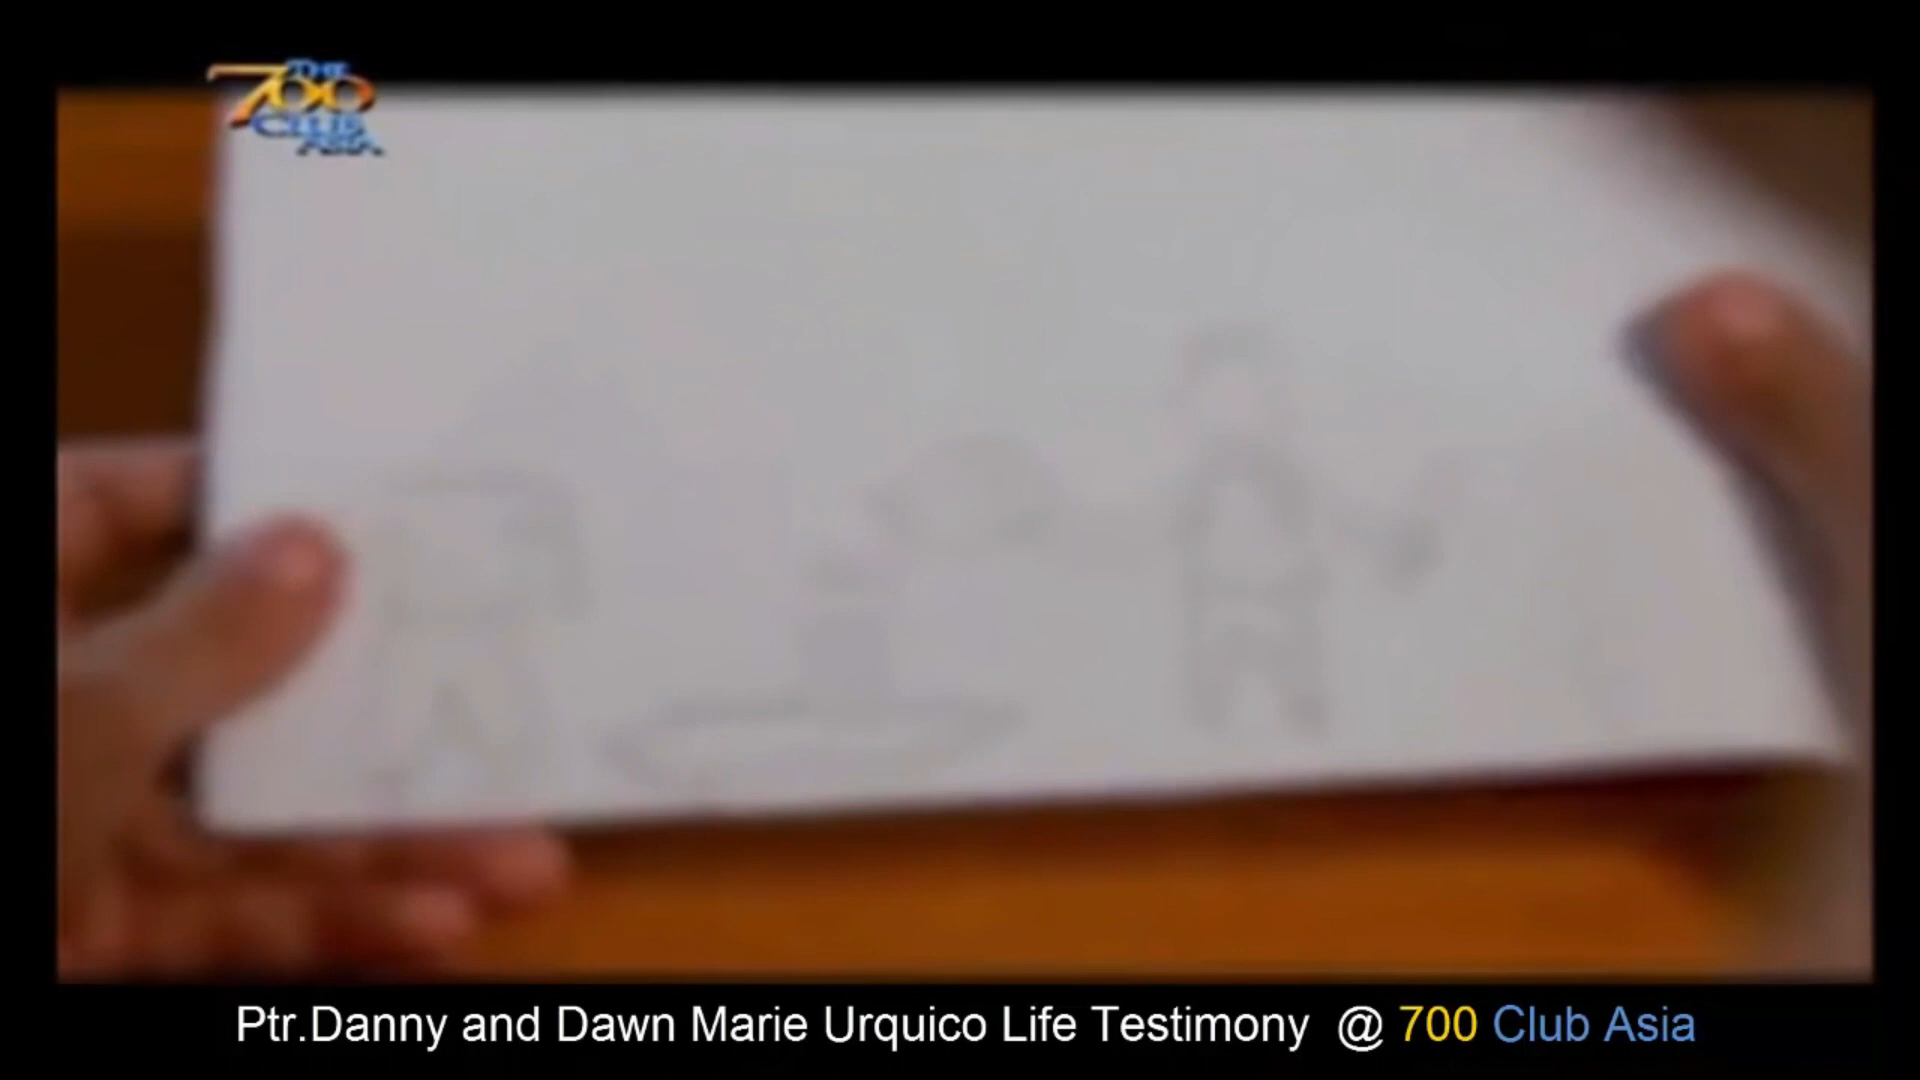 THE
700
CLUB
ASIA
Ptr.Danny and Dawn Marie Urquico Life Testimony @ 700 Club Asia